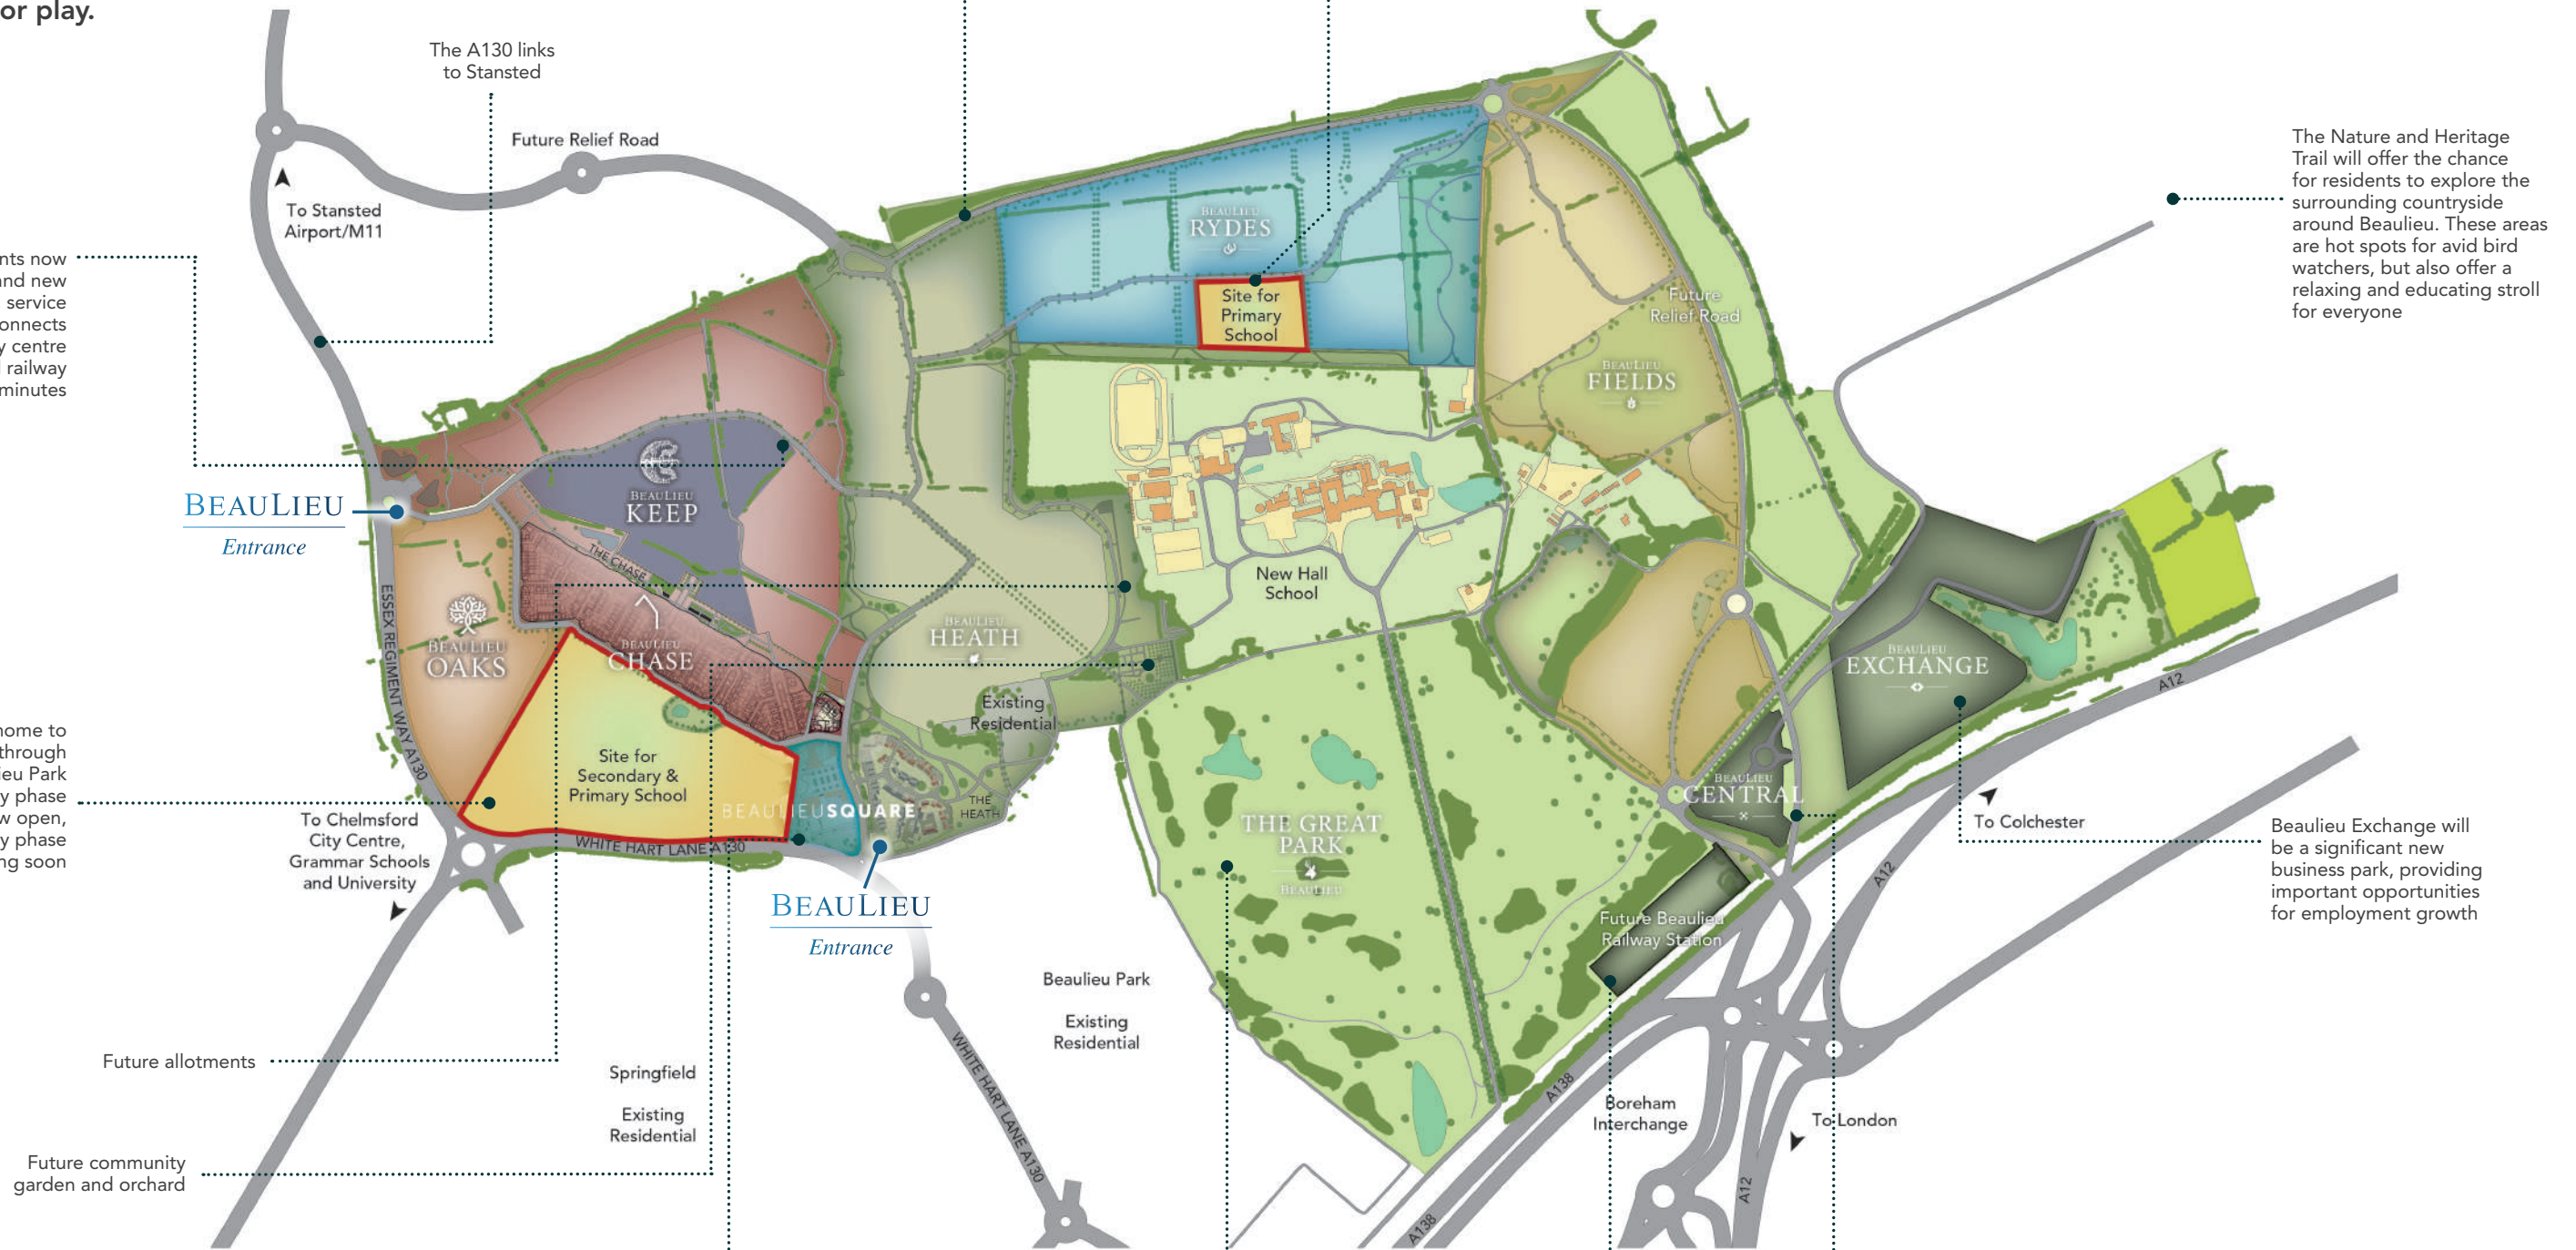 or play.
The A130 links
to Stansted
Future Relief Road
To Stansted
Airport/M11
The Nature and Heritage
Trail will offer the chance
for residents to explore the
surrounding countryside
around Beaulieu. These areas
are hot spots for avid bird
watchers, but also offer a
relaxing and educating stroll
for everyone
nts now
and new
service
onnects
y centre
railway
minutes
BEAULIEU
RYDES
Site for
Primary
School
Future
Relief Road
BEAULIEU
FIELDS
BEAULIEU
KEEP
BEAULIEU
Entrance
THE CHASE
ESSEX REGIMENT WAY A130
BEAULIEU
OAKS
BEAULIEU
CHASE
BEAULIEU
HEATH
New Hall
School
BEAULIEU
EXCHANGE
Existing
Residential
A12
home to
through
ieu Park
y phase
w open,
y phase
ng soon
Site for
Secondary &
Primary School
BEAULIEUSQUARE
THE
HEATH
THE GREAT
PARK
BEAULIEU
BEAULIEU
CENTRAL
To Colchester
To Chelmsford
City Centre,
Grammar Schools
and University
WHITE HART LANE A130
A12
Beaulieu Exchange will
be a significant new
business park, providing
important opportunities
for employment growth
BEAULIEU
Entrance
Future Beaulieu
Railway Station
Beaulieu Park
Existing
Residential
WHITE HART LANE A130
Future allotments
Springfield
Existing
Residential
A138
Boreham
Interchange
To London
Future community
garden and orchard
A12
A138